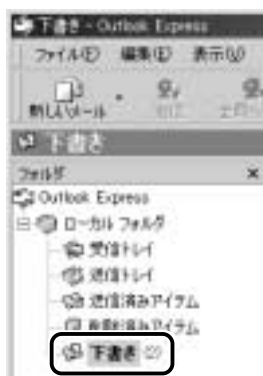 下書き - Outlook Express
ファイル(F) 編集(E) 表示(V)
新しいメール 返信
下書き
フォルダ ×
Outlook Express
ローカル フォルダ
受信トレイ
送信トレイ
送信済みアイテム
削除済みアイテム
下書き (2)